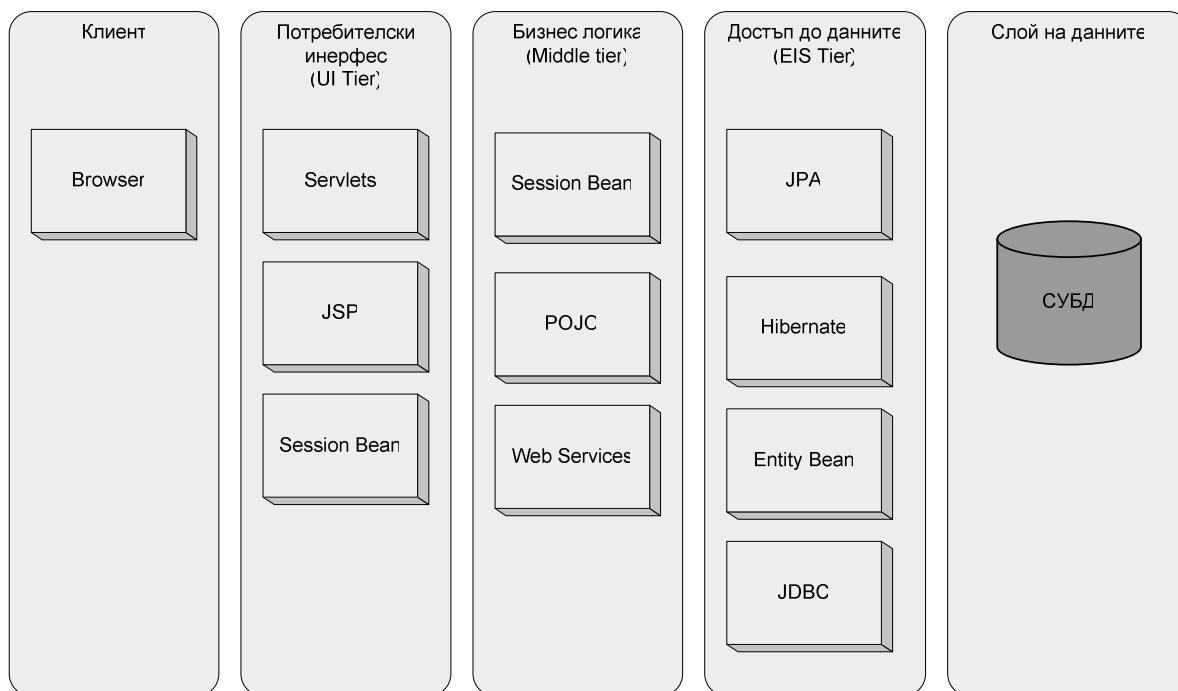 Клиент
Browser
Потребителски
инерфес
(UI Tier)
Servlets
JSP
Session Bean
Бизнес логика
(Middle tier)
Session Bean
POJO
Web Services
Достъп до данните
(EIS Tier)
JPA
Hibernate
Entity Bean
JDBC
Слой на данните
СУБД